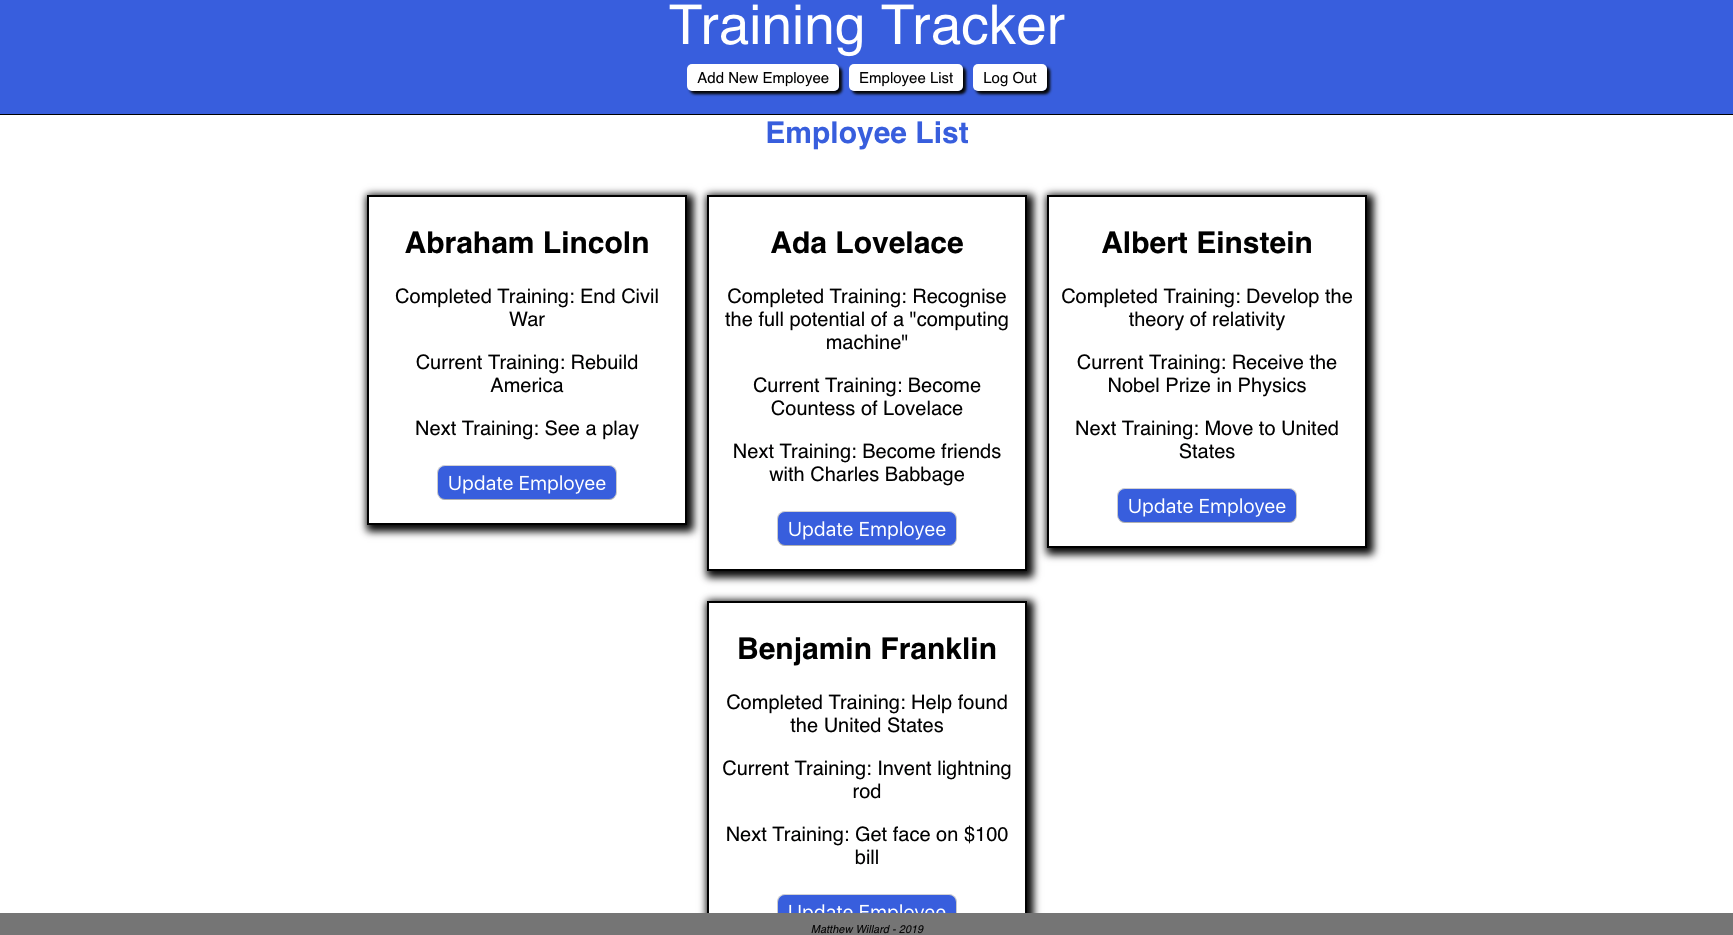 Training Tracker
Add New Employee
Employee List
Log Out
Employee List
Abraham Lincoln
Completed Training: End Civil
War
Current Training: Rebuild
America
Next Training: See a play
Update Employee
Ada Lovelace
Completed Training: Recognise
the full potential of a "computing
machine"
Current Training: Become
Countess of Lovelace
Next Training: Become friends
with Charles Babbage
Update Employee
Albert Einstein
Completed Training: Develop the
theory of relativity
Current Training: Receive the
Nobel Prize in Physics
Next Training: Move to United
States
Update Employee
Benjamin Franklin
Completed Training: Help found
the United States
Current Training: Invent lightning
rod
Next Training: Get face on $100
bill
Update Employee
Matthew Willard - 2019